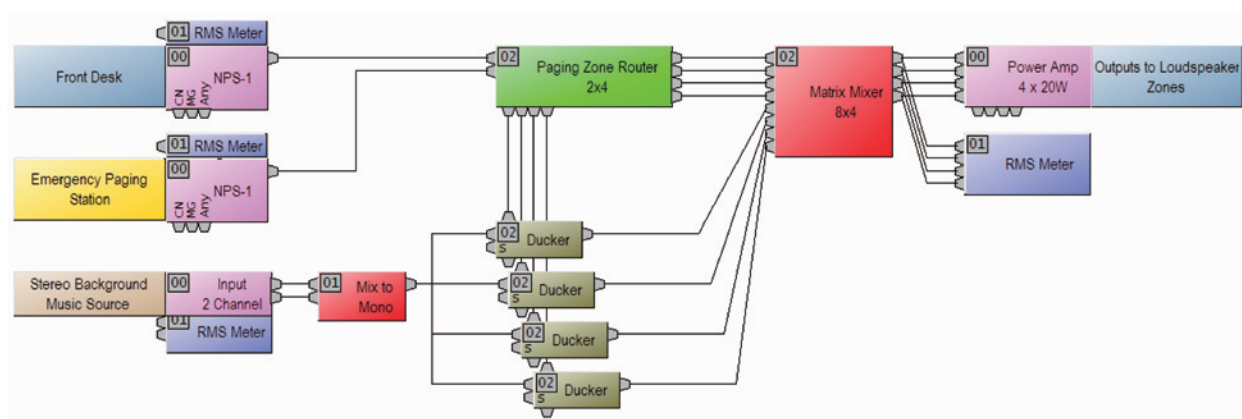 01 RMS Meter
Front Desk
00
NPS-1
CN
MG
Any
01 RMS Meter
Emergency Paging
Station
00
NPS-1
CN
MG
Any
Stereo Background
Music Source
00 Input
2 Channel
01 RMS Meter
01 Mix to
Mono
02 Paging Zone Router
2x4
02 Ducker
S
02 Ducker
S
02 Ducker
S
02 Ducker
S
02
Matrix Mixer
8x4
00 Power Amp
4 x 20W
Outputs to Loudspeaker
Zones
01
RMS Meter